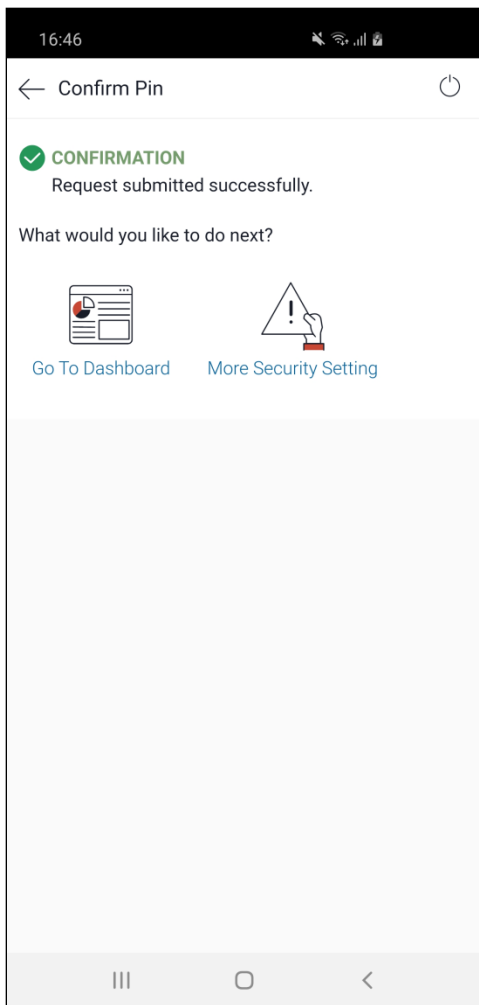 16:46
Confirm Pin
CONFIRMATION
Request submitted successfully.
What would you like to do next?
Go To Dashboard
More Security Setting